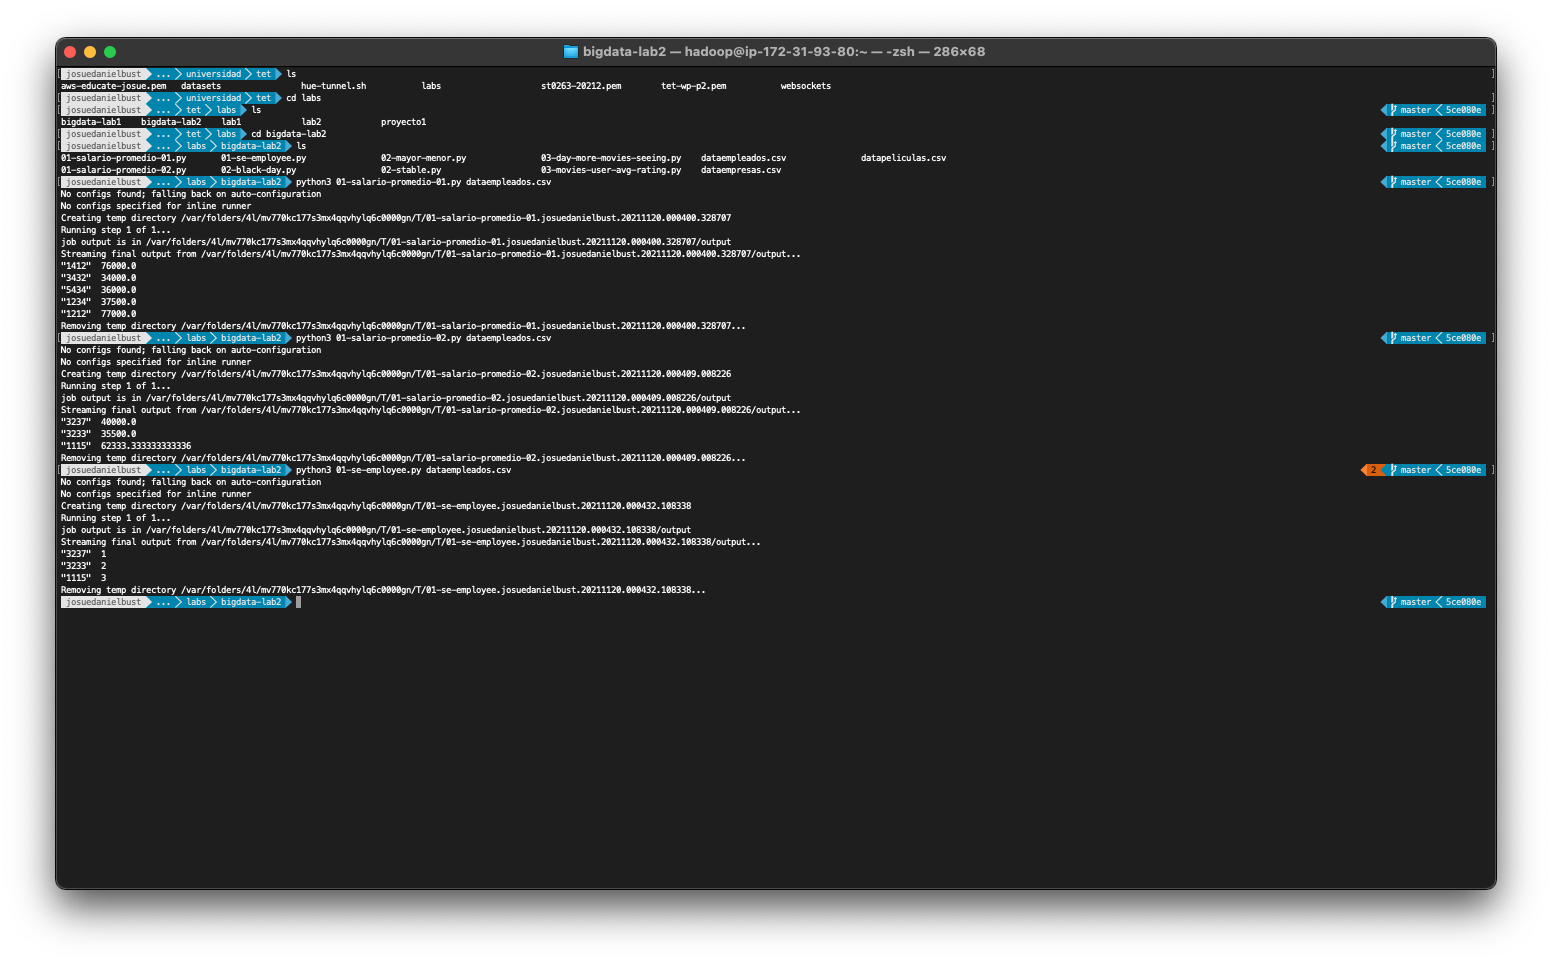 bigdata-lab2 — hadoop@ip-172-31-93-80:~ — -zsh — 286×68
[ josuedanielbust ... universidad tet ls ]
aws-educate-josue.pem datasets hue-tunnel.sh labs st0263-20212.pem tet-wp-p2.pem websockets
[ josuedanielbust ... universidad tet cd labs ]
[ josuedanielbust ... tet labs ls master 5ce080e ]
bigdata-lab1 bigdata-lab2 lab1 lab2 proyecto1
[ josuedanielbust ... tet labs cd bigdata-lab2 master 5ce080e ]
[ josuedanielbust ... labs bigdata-lab2 ls master 5ce080e ]
01-salario-promedio-01.py 01-se-employee.py 02-mayor-menor.py 03-day-more-movies-seeing.py dataempleados.csv datapeliculas.csv
01-salario-promedio-02.py 02-black-day.py 02-stable.py 03-movies-user-avg-rating.py dataempresas.csv
[ josuedanielbust ... labs bigdata-lab2 python3 01-salario-promedio-01.py dataempleados.csv master 5ce080e ]
No configs found; falling back on auto-configuration
No configs specified for inline runner
Creating temp directory /var/folders/4l/mv770kc177s3mx4qqvhylq6c0000gn/T/01-salario-promedio-01.josuedanielbust.20211120.000400.328707
Running step 1 of 1...
job output is in /var/folders/4l/mv770kc177s3mx4qqvhylq6c0000gn/T/01-salario-promedio-01.josuedanielbust.20211120.000400.328707/output
Streaming final output from /var/folders/4l/mv770kc177s3mx4qqvhylq6c0000gn/T/01-salario-promedio-01.josuedanielbust.20211120.000400.328707/output...
"1412" 76000.0
"3432" 34000.0
"5434" 36000.0
"1234" 37500.0
"1212" 77000.0
Removing temp directory /var/folders/4l/mv770kc177s3mx4qqvhylq6c0000gn/T/01-salario-promedio-01.josuedanielbust.20211120.000400.328707...
[ josuedanielbust ... labs bigdata-lab2 python3 01-salario-promedio-02.py dataempleados.csv master 5ce080e ]
No configs found; falling back on auto-configuration
No configs specified for inline runner
Creating temp directory /var/folders/4l/mv770kc177s3mx4qqvhylq6c0000gn/T/01-salario-promedio-02.josuedanielbust.20211120.000409.008226
Running step 1 of 1...
job output is in /var/folders/4l/mv770kc177s3mx4qqvhylq6c0000gn/T/01-salario-promedio-02.josuedanielbust.20211120.000409.008226/output
Streaming final output from /var/folders/4l/mv770kc177s3mx4qqvhylq6c0000gn/T/01-salario-promedio-02.josuedanielbust.20211120.000409.008226/output...
"3237" 40000.0
"3233" 35500.0
"1115" 62333.333333333336
Removing temp directory /var/folders/4l/mv770kc177s3mx4qqvhylq6c0000gn/T/01-salario-promedio-02.josuedanielbust.20211120.000409.008226...
[ josuedanielbust ... labs bigdata-lab2 python3 01-se-employee.py dataempleados.csv 2 master 5ce080e ]
No configs found; falling back on auto-configuration
No configs specified for inline runner
Creating temp directory /var/folders/4l/mv770kc177s3mx4qqvhylq6c0000gn/T/01-se-employee.josuedanielbust.20211120.000432.108338
Running step 1 of 1...
job output is in /var/folders/4l/mv770kc177s3mx4qqvhylq6c0000gn/T/01-se-employee.josuedanielbust.20211120.000432.108338/output
Streaming final output from /var/folders/4l/mv770kc177s3mx4qqvhylq6c0000gn/T/01-se-employee.josuedanielbust.20211120.000432.108338/output...
"3237" 1
"3233" 2
"1115" 3
Removing temp directory /var/folders/4l/mv770kc177s3mx4qqvhylq6c0000gn/T/01-se-employee.josuedanielbust.20211120.000432.108338...
josuedanielbust ... labs bigdata-lab2 master 5ce080e